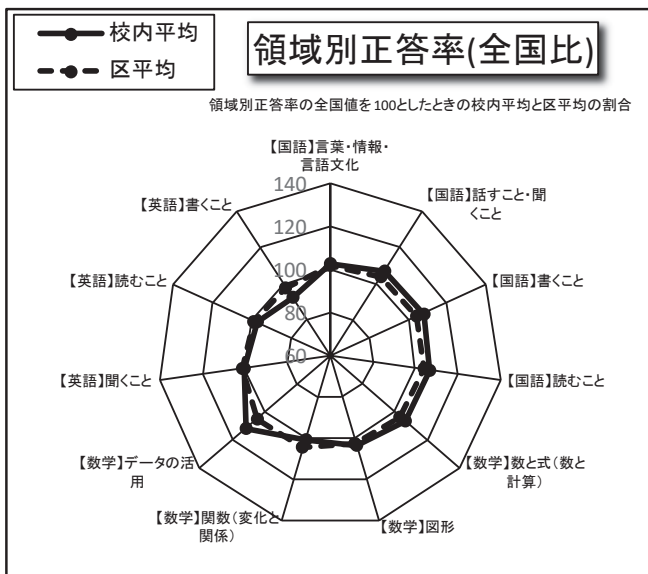 校内平均
区平均
領域別正答率(全国比)
領域別正答率の全国値を100としたときの校内平均と区平均の割合
【国語】言葉・情報・
言語文化
【国語】話すこと・聞
くこと
【国語】書くこと
【国語】読むこと
【数学】数と式(数と
計算)
【数学】図形
【数学】関数(変化と
関係)
【数学】データの活
用
【英語】聞くこと
【英語】読むこと
【英語】書くこと
140
120
100
80
60